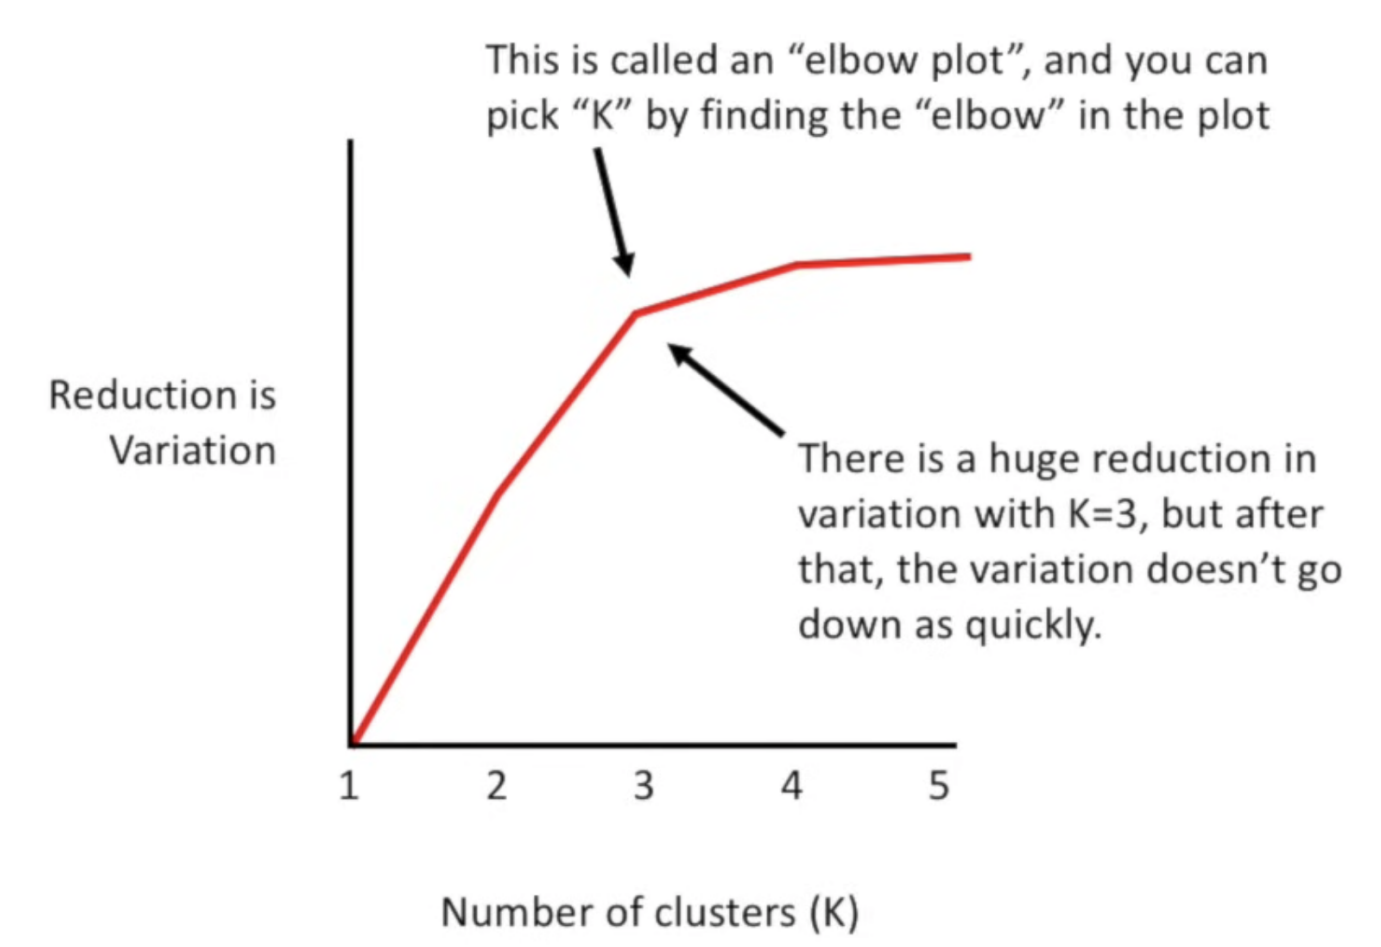 This is called an “elbow plot”, and you can
pick “K” by finding the “elbow” in the plot
Reduction is
Variation
There is a huge reduction in
variation with K=3, but after
that, the variation doesn’t go
down as quickly.
1 2 3 4 5
Number of clusters (K)